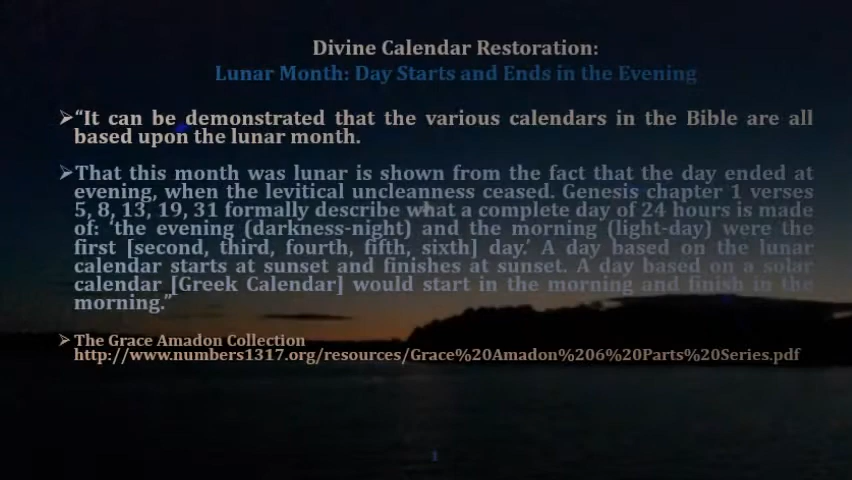 Divine Calendar Restoration:
Lunar Month: Day Starts and Ends in the Evening
➢“It can be demonstrated that the various calendars in the Bible are all
based upon the lunar month.
➢That this month was lunar is shown from the fact that the day ended at
evening, when the levitical uncleanness ceased. Genesis chapter 1 verses
5, 8, 13, 19, 31 formally describe what a complete day of 24 hours is made
of: ‘the evening (darkness-night) and the morning (light-day) were the
first [second, third, fourth, fifth, sixth] day.’ A day based on the lunar
calendar starts at sunset and finishes at sunset. A day based on a solar
calendar [Greek Calendar] would start in the morning and finish in the
morning.”
➢ The Grace Amadon Collection
http://www.numbers1317.org/resources/Grace%20Amadon%206%20Parts%20Series.pdf
1